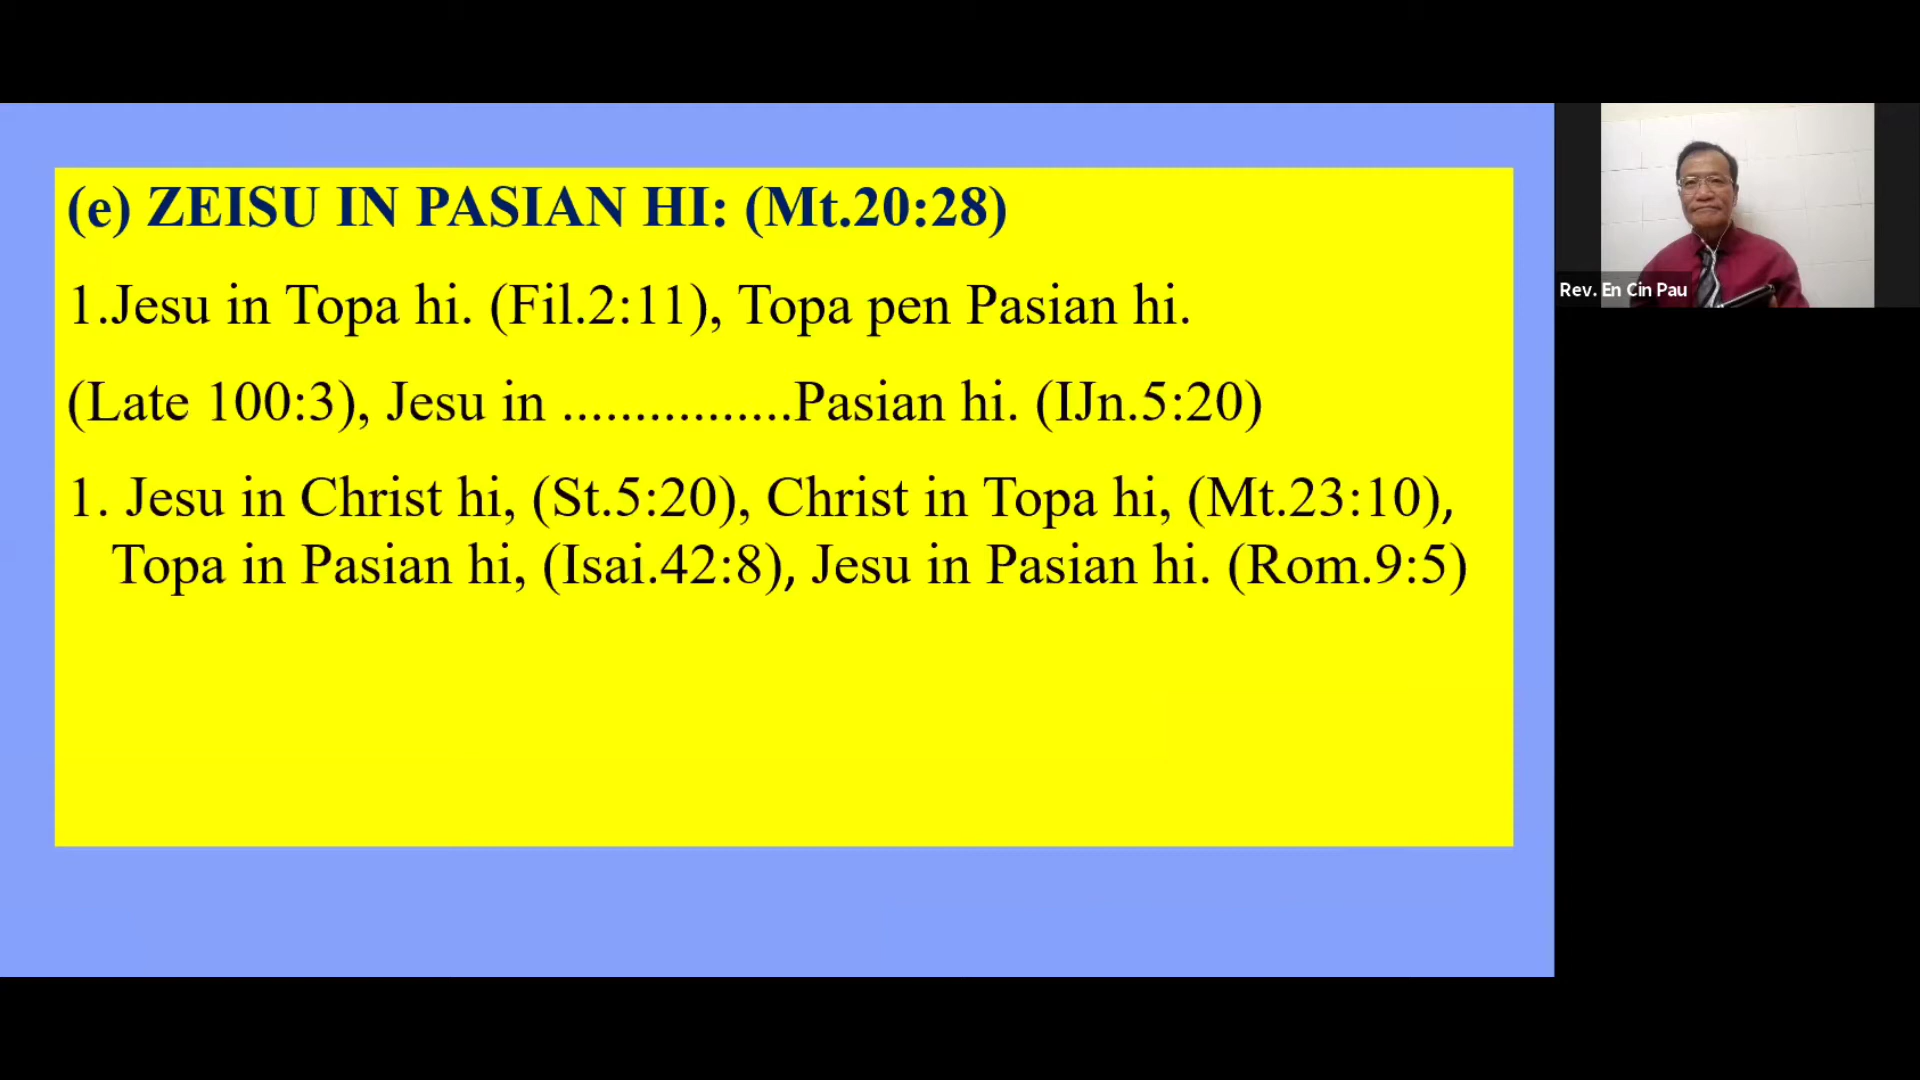 (e) ZEISU IN PASIAN HI: (Mt.20:28)
1.Jesu in Topa hi. (Fil.2:11), Topa pen Pasian hi.
(Late 100:3), Jesu in ................Pasian hi. (IJn.5:20)
1. Jesu in Christ hi, (St.5:20), Christ in Topa hi, (Mt.23:10),
Topa in Pasian hi, (Isai.42:8), Jesu in Pasian hi. (Rom.9:5)
Rev. En Cin Pau